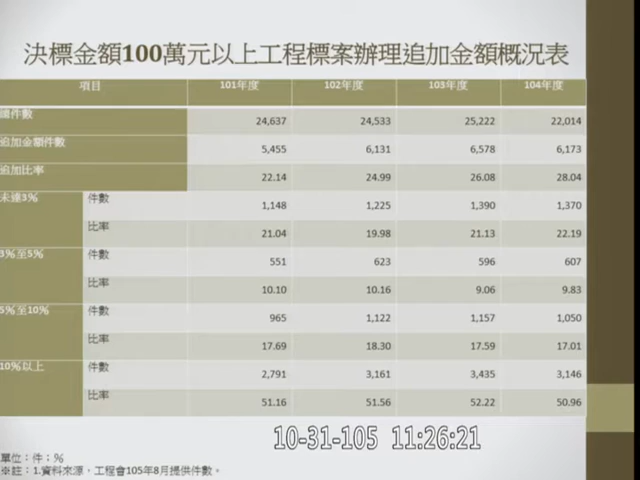 決標金額100萬元以上工程標案辦理追加金額概況表
項目 101年度 102年度 103年度 104年度
總件數 24,637 24,533 25,222 22,014
追加金額件數 5,455 6,131 6,578 6,173
追加比率 22.14 24.99 26.08 28.04
未達3% 件數 1,148 1,225 1,390 1,370
比率 21.04 19.98 21.13 22.19
3%至5% 件數 551 623 596 607
比率 10.10 10.16 9.06 9.83
5%至10% 件數 965 1,122 1,157 1,050
比率 17.69 18.30 17.59 17.01
10%以上 件數 2,791 3,161 3,435 3,146
比率 51.16 51.56 52.22 50.96
10-31-105 11:26:21
單位：件；%
※註：1.資料來源，工程會105年8月提供件數。